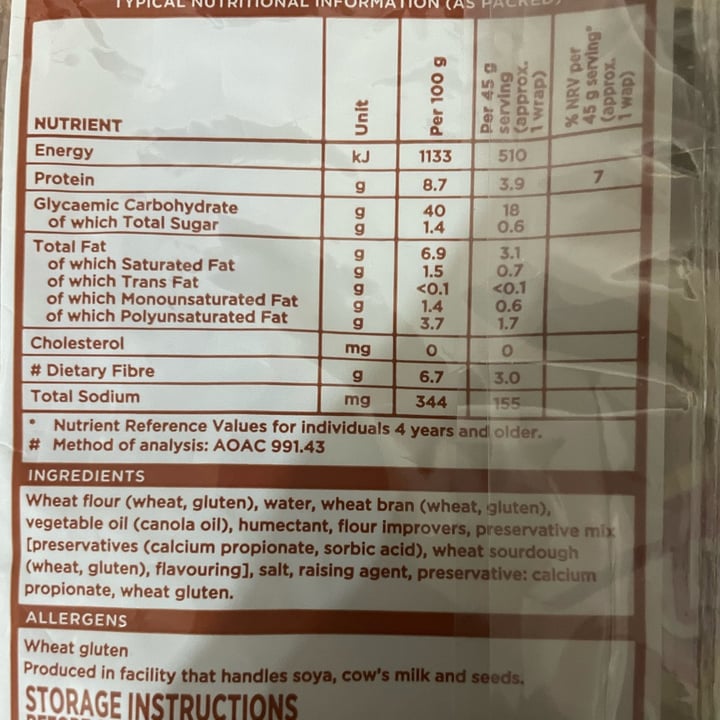 TYPICAL NUTRITIONAL INFORMATION (AS PACKED)
NUTRIENT Unit Per 100 g Per 45 g serving (approx. 1 wrap) % NRV per 45 g serving* (approx. 1 wrap)
Energy kJ 1133 510
Protein g 8.7 3.9 7
Glycaemic Carbohydrate g 40 18
of which Total Sugar g 1.4 0.6
Total Fat g 6.9 3.1
of which Saturated Fat g 1.5 0.7
of which Trans Fat g <0.1 <0.1
of which Monounsaturated Fat g 1.4 0.6
of which Polyunsaturated Fat g 3.7 1.7
Cholesterol mg 0 0
# Dietary Fibre g 6.7 3.0
Total Sodium mg 344 155
* Nutrient Reference Values for individuals 4 years and older.
# Method of analysis: AOAC 991.43
INGREDIENTS
Wheat flour (wheat, gluten), water, wheat bran (wheat, gluten),
vegetable oil (canola oil), humectant, flour improvers, preservative mix
[preservatives (calcium propionate, sorbic acid), wheat sourdough
(wheat, gluten), flavouring], salt, raising agent, preservative: calcium
propionate, wheat gluten.
ALLERGENS
Wheat gluten
Produced in facility that handles soya, cow's milk and seeds.
STORAGE INSTRUCTIONS